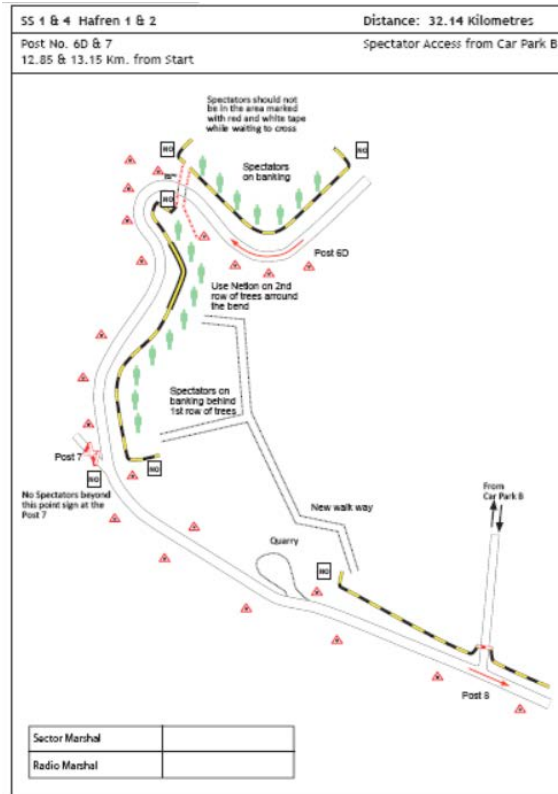 SS 1 & 4 Hafren 1 & 2
Distance: 32.14 Kilometres
Post No. 6D & 7
Spectator Access from Car Park B
12.85 & 13.15 Km. from Start
Spectators should not
be in the area marked
with red and white tape
while waiting to cross
NO
NO
Spectators
on banking
NO
Post 6D
Use Netlon on 2nd
row of trees arround
the bend
Spectators on
banking behind
1st row of trees
Post 7
NO
NO
No Spectators beyond
this point sign at the
Post 7
From
Car Park B
New walk way
Quarry
NO
Post 8
Sector Marshal
Radio Marshal